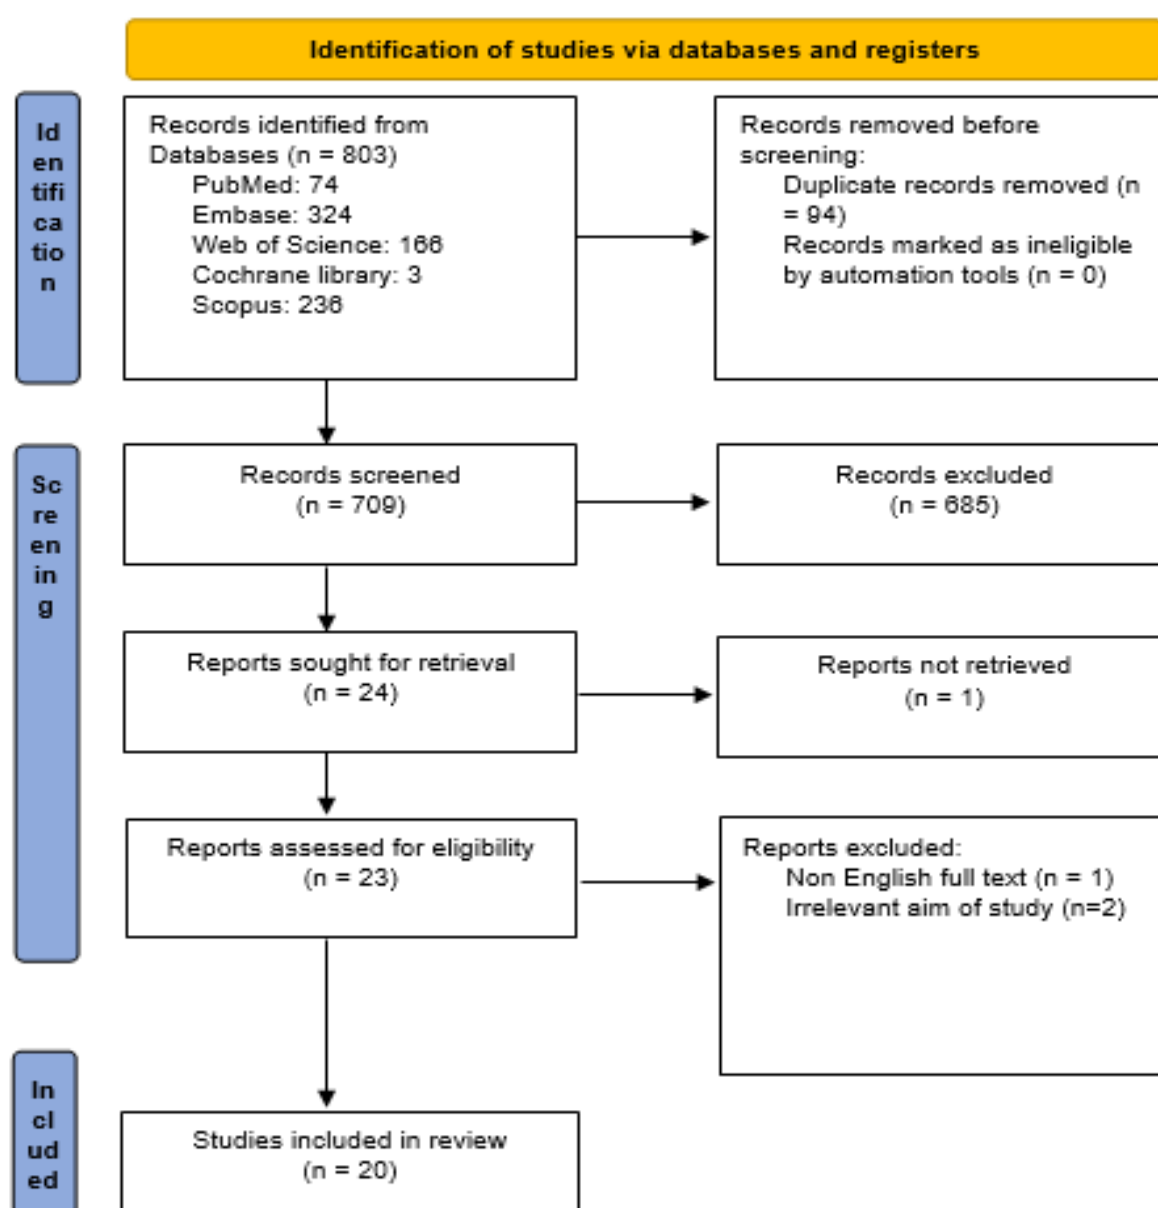 Identification of studies via databases and registers
Id
en
tifi
ca
tio
n
Records identified from
Databases (n = 803)
PubMed: 74
Embase: 324
Web of Science: 166
Cochrane library: 3
Scopus: 236
Records removed before
screening:
Duplicate records removed (n
= 94)
Records marked as ineligible
by automation tools (n = 0)
Sc
re
en
in
g
Records screened
(n = 709)
Records excluded
(n = 685)
Reports sought for retrieval
(n = 24)
Reports not retrieved
(n = 1)
Reports assessed for eligibility
(n = 23)
Reports excluded:
Non English full text (n = 1)
Irrelevant aim of study (n=2)
In
cl
ud
ed
Studies included in review
(n = 20)